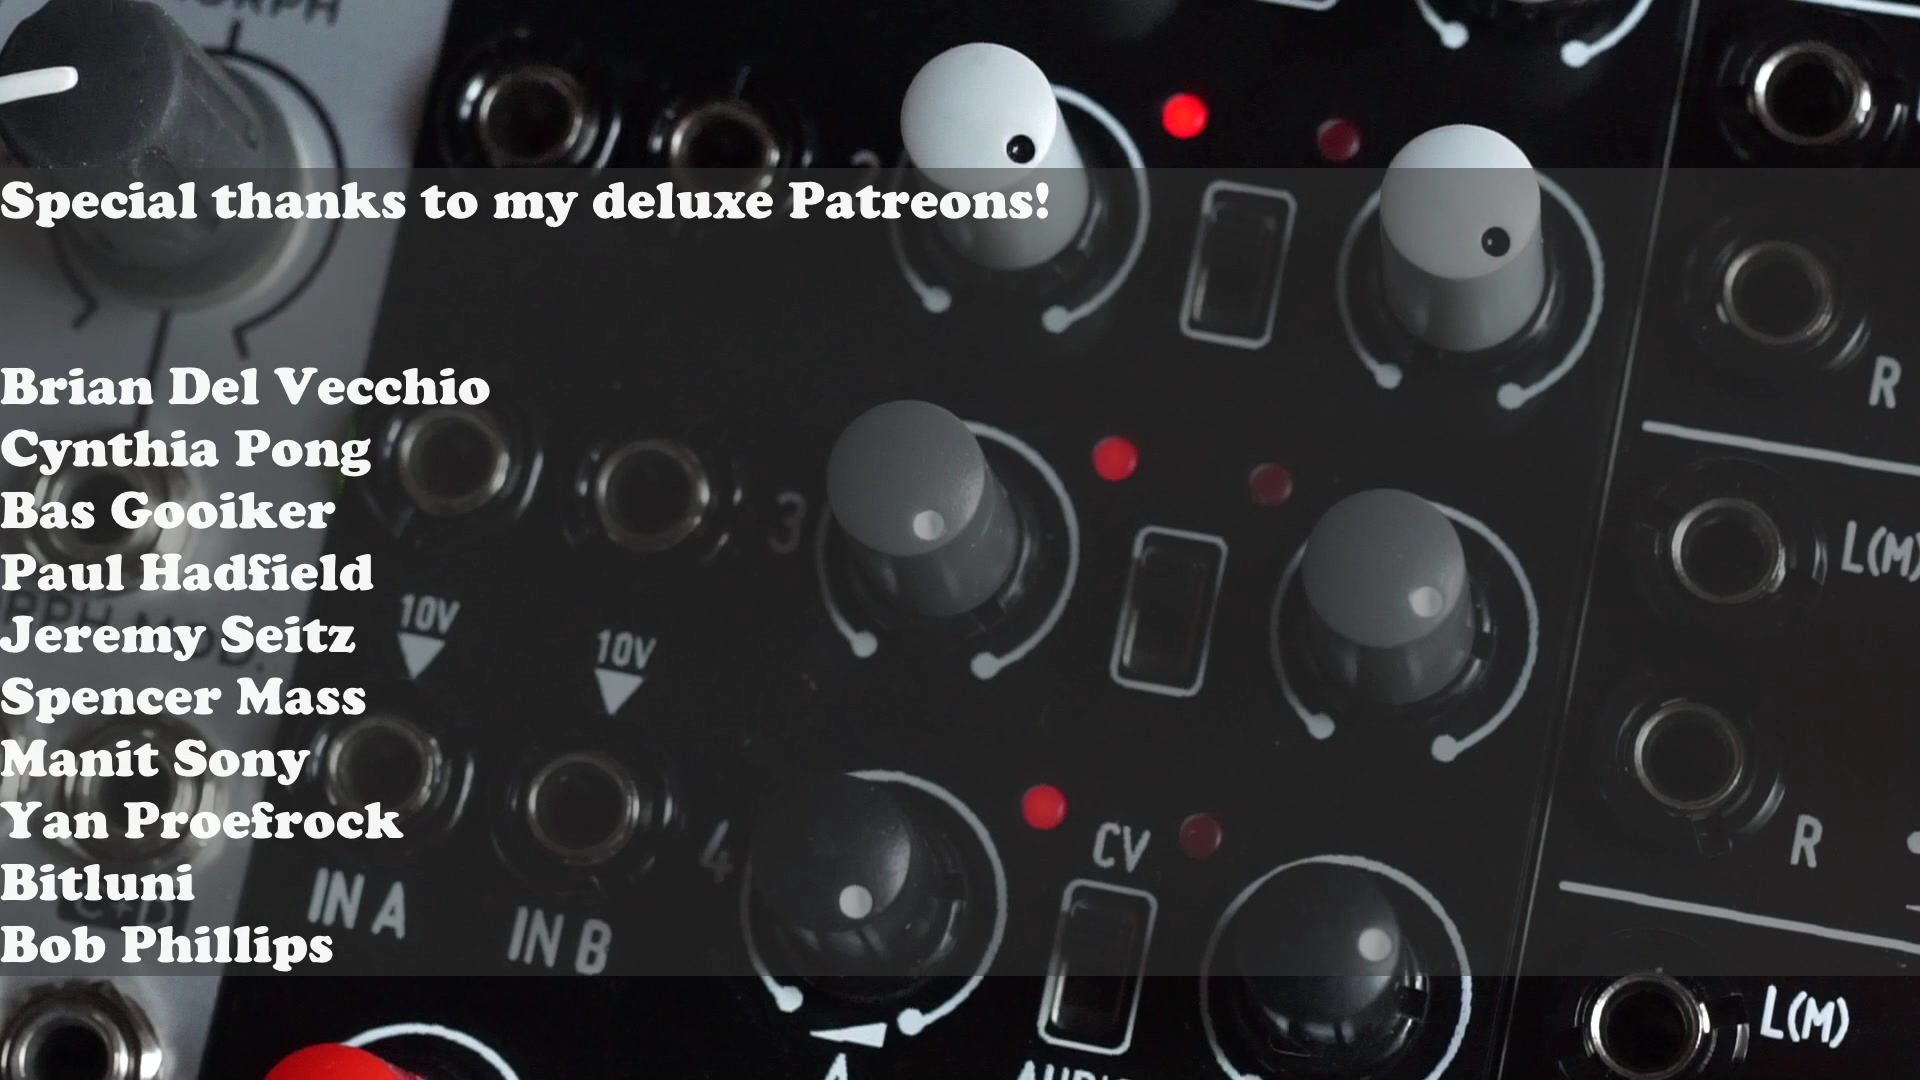 Special thanks to my deluxe Patreons!
Brian Del Vecchio
Cynthia Pong
Bas Gooiker
Paul Hadfield
Jeremy Seitz
Spencer Mass
Manit Sony
Yan Proefrock
Bitluni
Bob Phillips
R
3
L(M)
10V
10V
4
CV
R
IN A
IN B
L(M)